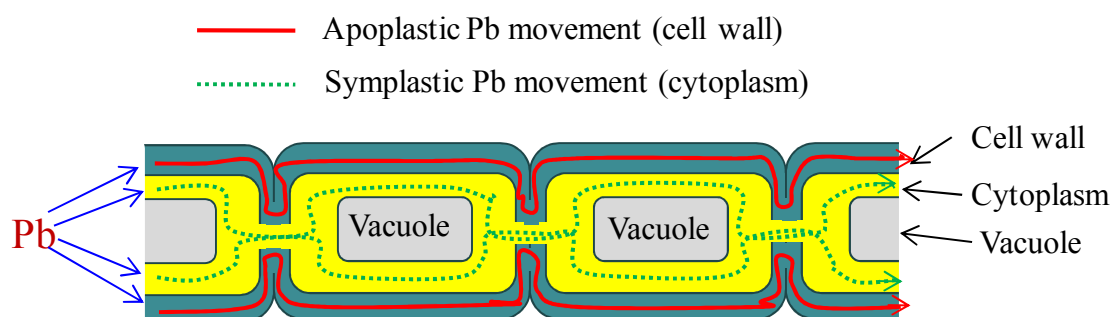 Apoplastic Pb movement (cell wall)
Symplastic Pb movement (cytoplasm)
Cell wall
Cytoplasm
Vacuole
Pb
Vacuole
Vacuole